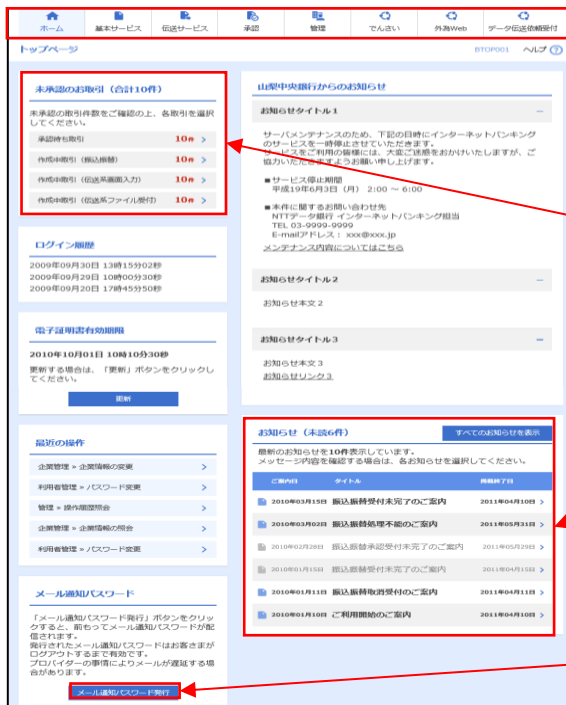 ホーム
基本サービス
伝送サービス
承認
管理
でんさい
外為Web
データ伝送依頼受付
トップページ
BTOP001 ヘルプ ?
未承認のお取引（合計10件）
未承認の取引件数をご確認の上、各取引を選択
してください。
承認待ち取引 10件
作成中取引（振込振替） 10件
作成中取引（伝送系画面入力） 10件
作成中取引（伝送系ファイル受付） 10件
ログイン履歴
2009年09月30日 13時15分02秒
2009年09月29日 10時00分30秒
2009年09月20日 17時45分50秒
電子証明書有効期限
2010年10月01日 10時10分30秒
更新する場合は、「更新」ボタンをクリックし
てください。
更新
最近の操作
企業管理 » 企業情報の変更
利用者管理 » パスワード変更
管理 » 操作履歴照会
企業管理 » 企業情報の照会
利用者管理 » パスワード変更
メール通知パスワード
「メール通知パスワード発行」ボタンをクリッ
クすると、前もってメール通知パスワードが配
信されます。
発行されたメール通知パスワードはお客さまが
ログアウトするまで有効です。
プロバイダーの事情によりメールが遅延する場
合があります。
メール通知パスワード発行
山梨中央銀行からのお知らせ
お知らせタイトル1
サーバメンテナンスのため、下記の日時にインターネットバンキング
のサービスを一時停止させていただきます。
サービスをご利用の皆様には、大変ご迷惑をおかけいたしますが、ご
協力いただきますようお願い申し上げます。
■サービス停止期間
平成19年6月3日（月） 2:00 ～ 6:00
■本件に関するお問い合わせ先
NTTデータ銀行 インターネットバンキング担当
TEL 03-9999-9999
E-mailアドレス： xxx@xxx.jp
メンテナンス内容についてはこちら
お知らせタイトル2
お知らせ本文2
お知らせタイトル3
お知らせ本文3
お知らせリンク3
お知らせ（未読6件）
すべてのお知らせを表示
最新のお知らせを10件表示しています。
メッセージ内容を確認する場合は、各お知らせを選択してください。
ご案内日 タイトル 掲載終了日
2010年03月15日 振込振替受付未完了のご案内 2011年04月10日
2010年03月02日 振込振替処理不能のご案内 2011年05月31日
2010年02月28日 振込振替承認受付未完了のご案内 2011年05月29日
2010年01月15日 振込振替受付未完了のご案内 2011年04月15日
2010年01月11日 振込振替取消受付のご案内 2011年04月11日
2010年01月10日 ご利用開始のご案内 2011年04月10日